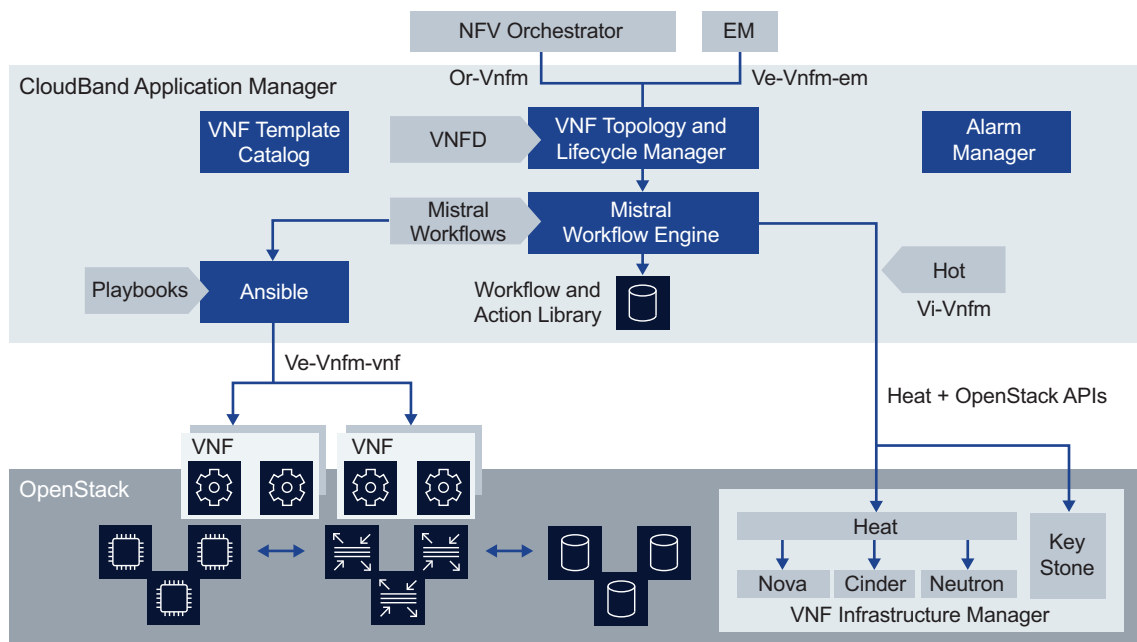 NFV Orchestrator
EM
Or-Vnfm
Ve-Vnfm-em
CloudBand Application Manager
VNF Template
Catalog
VNFD
VNF Topology and
Lifecycle Manager
Alarm
Manager
Mistral
Workflows
Mistral
Workflow Engine
Playbooks
Ansible
Workflow and
Action Library
Hot
Vi-Vnfm
Ve-Vnfm-vnf
Heat + OpenStack APIs
VNF
VNF
OpenStack
Heat
Key
Stone
Nova
Cinder
Neutron
VNF Infrastructure Manager